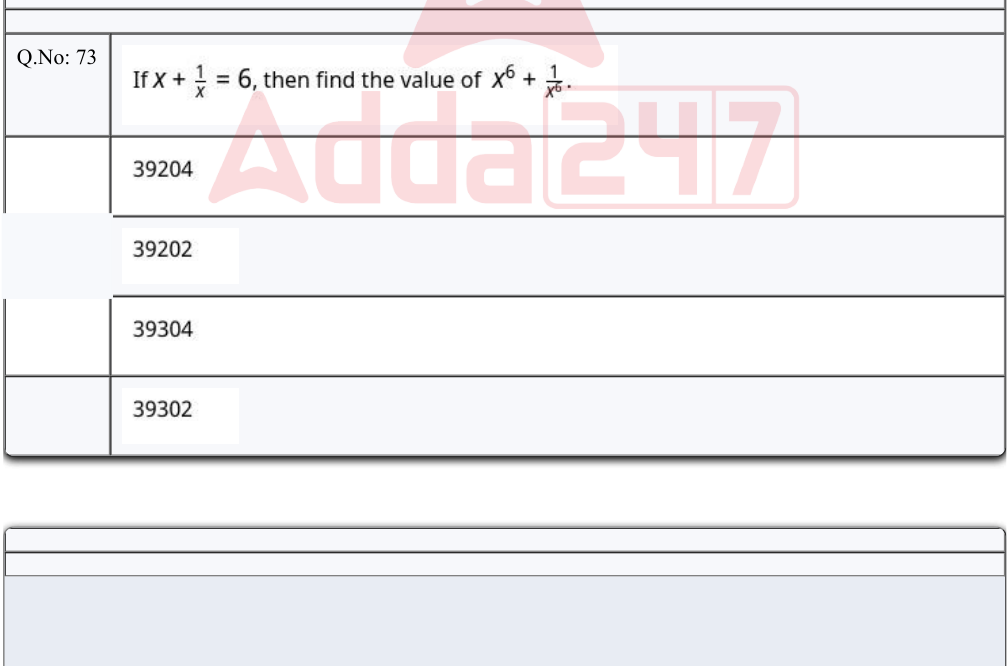 Q.No: 73
If x + 1/x = 6, then find the value of x⁶ + 1/x⁶.
Adda247
39204
39202
39304
39302